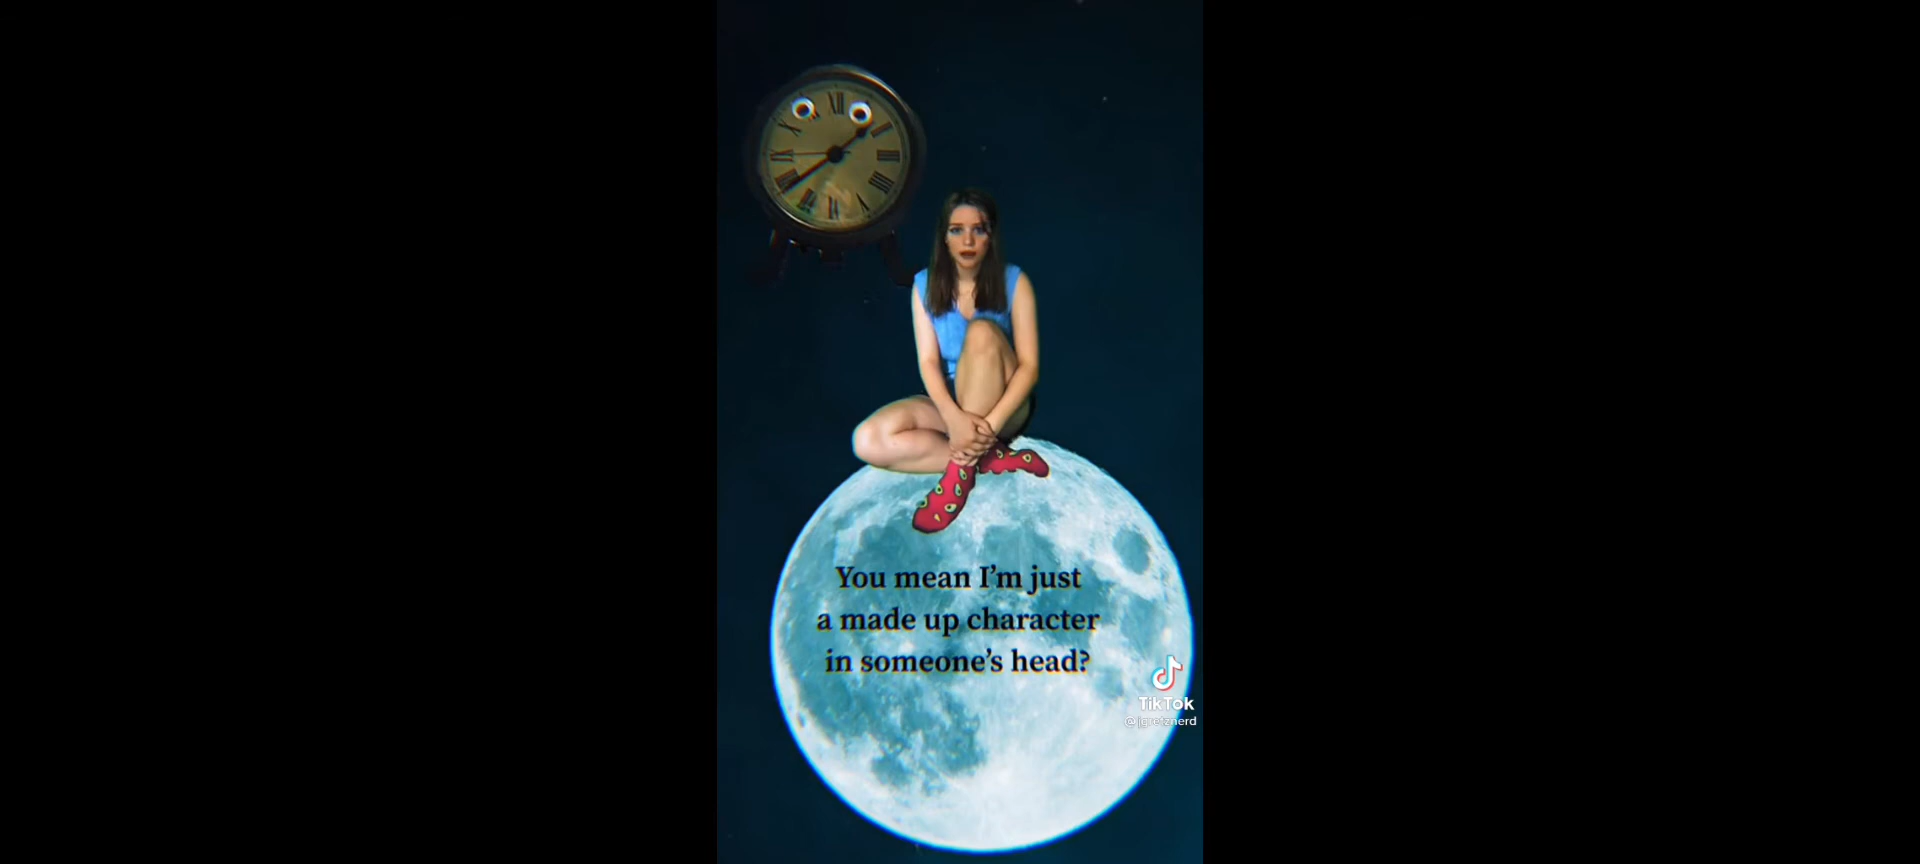 You mean I'm just
a made up character
in someone's head?
TikTok